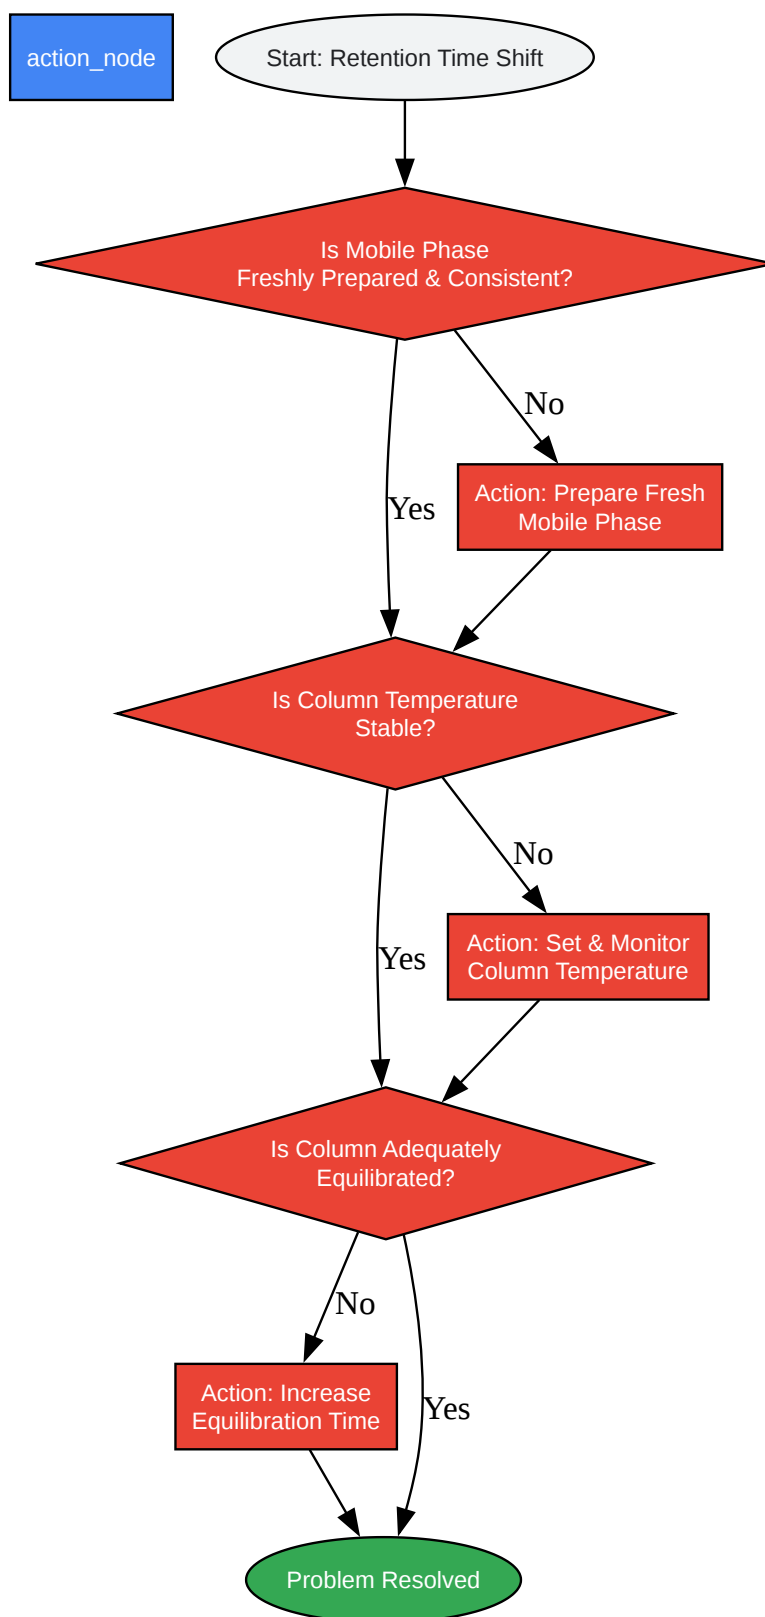 action_node
Start: Retention Time Shift
Is Mobile Phase
Freshly Prepared & Consistent?
No
Action: Prepare Fresh
Mobile Phase
Yes
Is Column Temperature
Stable?
No
Action: Set & Monitor
Column Temperature
Yes
Is Column Adequately
Equilibrated?
No
Action: Increase
Equilibration Time
Yes
Problem Resolved